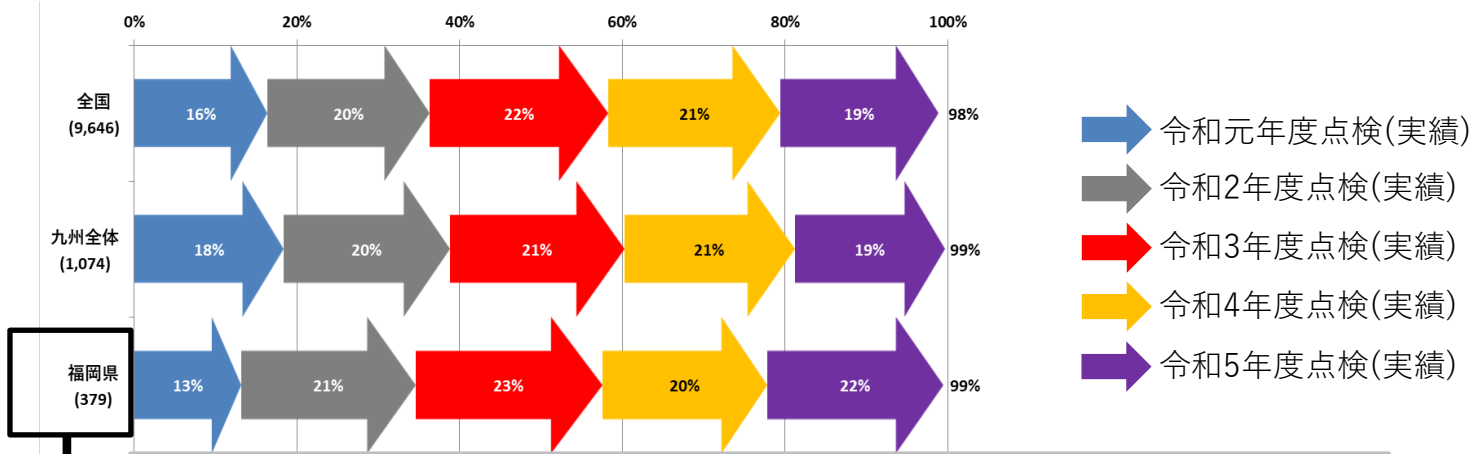 0% 20% 40% 60% 80% 100%
全国
(9,646)
16% 20% 22% 21% 19% 98%
九州全体
(1,074)
18% 20% 21% 21% 19% 99%
福岡県
(379)
13% 21% 23% 20% 22% 99%
令和元年度点検(実績)
令和2年度点検(実績)
令和3年度点検(実績)
令和4年度点検(実績)
令和5年度点検(実績)